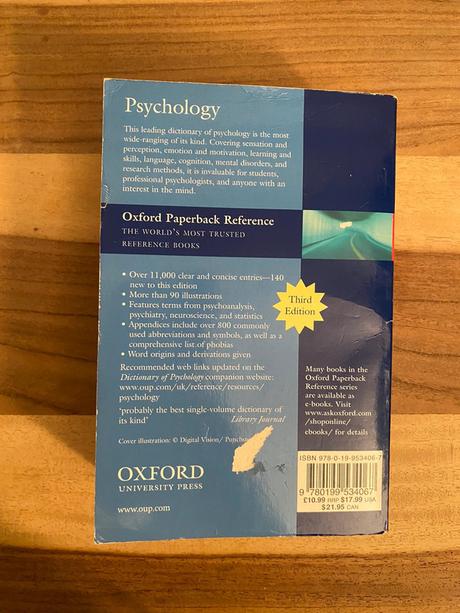 Psychology
This leading dictionary of psychology is the most
wide-ranging of its kind. Covering sensation and
perception, emotion and motivation, learning and
skills, language, cognition, mental disorders, and
research methods, it is invaluable for students,
professional psychologists, and anyone with an
interest in the mind.
Oxford Paperback Reference
THE WORLD'S MOST TRUSTED
REFERENCE BOOKS
• Over 11,000 clear and concise entries—140
new to this edition
• More than 90 illustrations
• Features terms from psychoanalysis,
psychiatry, neuroscience, and statistics
• Appendices include over 800 commonly
used abbreviations and symbols, as well as a
comprehensive list of phobias
• Word origins and derivations given
Third
Edition
Recommended web links updated on the
Dictionary of Psychology companion website:
www.oup.com/uk/reference/resources/
psychology
'probably the best single-volume dictionary of
its kind' Library Journal
Cover illustration: © Digital Vision/
Many books in the
Oxford Paperback
Reference series
are available as
e-books. Visit
www.askoxford.com
/shoponline/
ebooks/ for details
OXFORD
UNIVERSITY PRESS
www.oup.com
ISBN 978-0-19-953406-7
9 780199 534067
£10.99 RRP $17.99 USA
$21.95 CAN